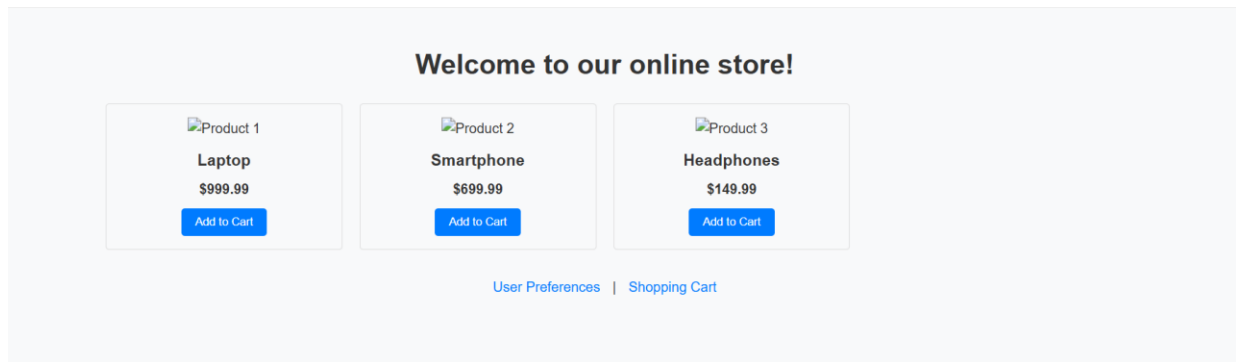 Welcome to our online store!
Product 1
Laptop
$999.99
Add to Cart
Product 2
Smartphone
$699.99
Add to Cart
Product 3
Headphones
$149.99
Add to Cart
User Preferences | Shopping Cart